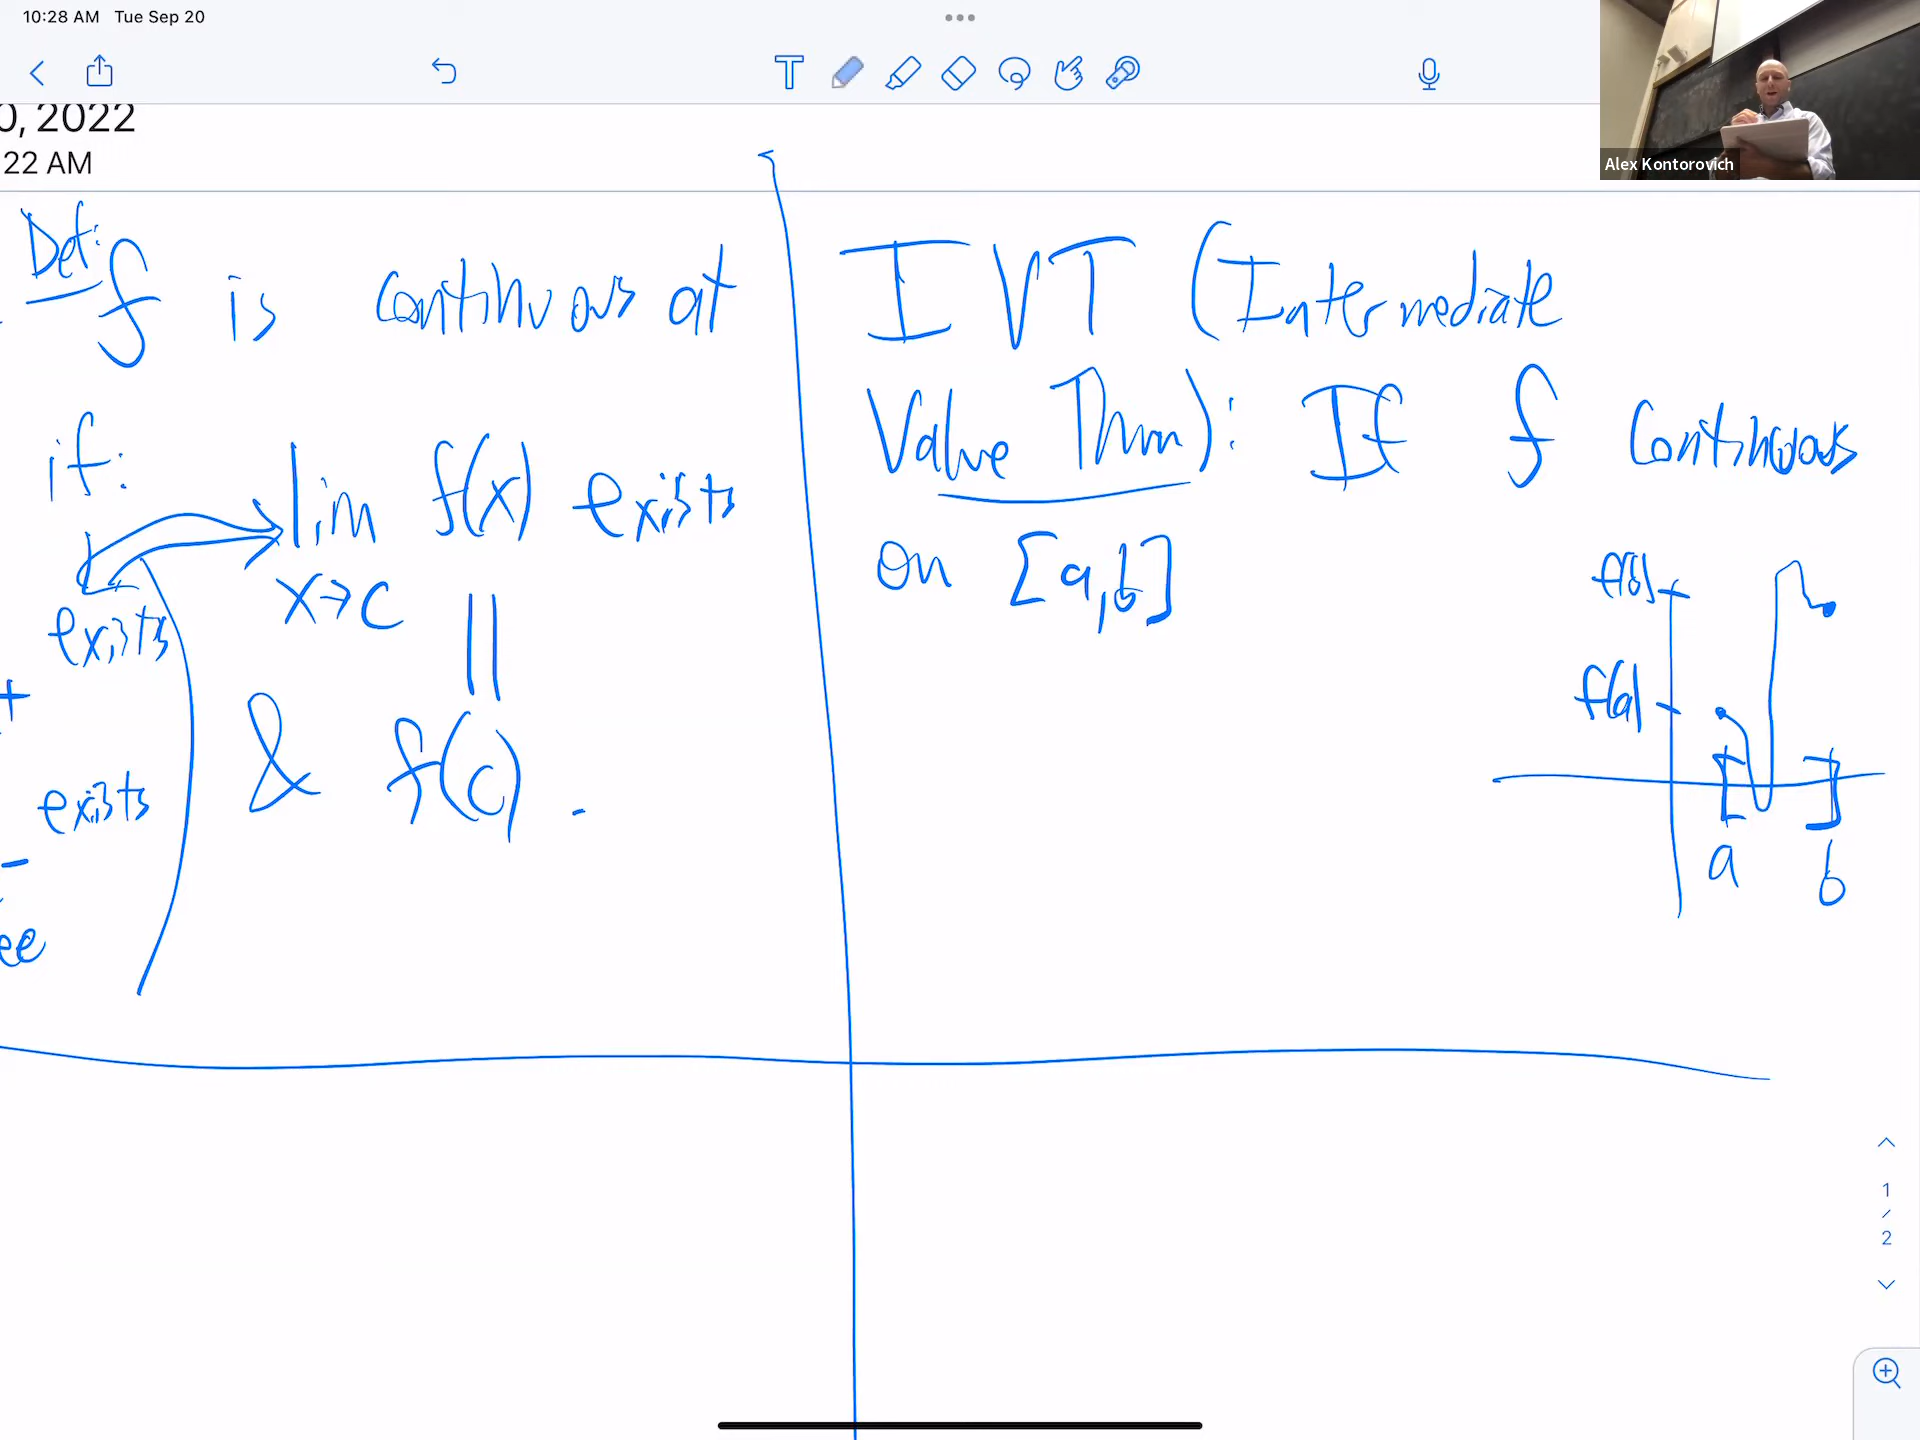 10:28 AM Tue Sep 20
0, 2022
22 AM
Alex Kontorovich
Def:
f is continuous at
if:
lim f(x) exists
x→c
exists
+
& f(c).
exists
-
ee
IVT (Intermediate
Value Thm): If f continuous
on [a,b]
f(b)
f(a)
a b
1
/
2